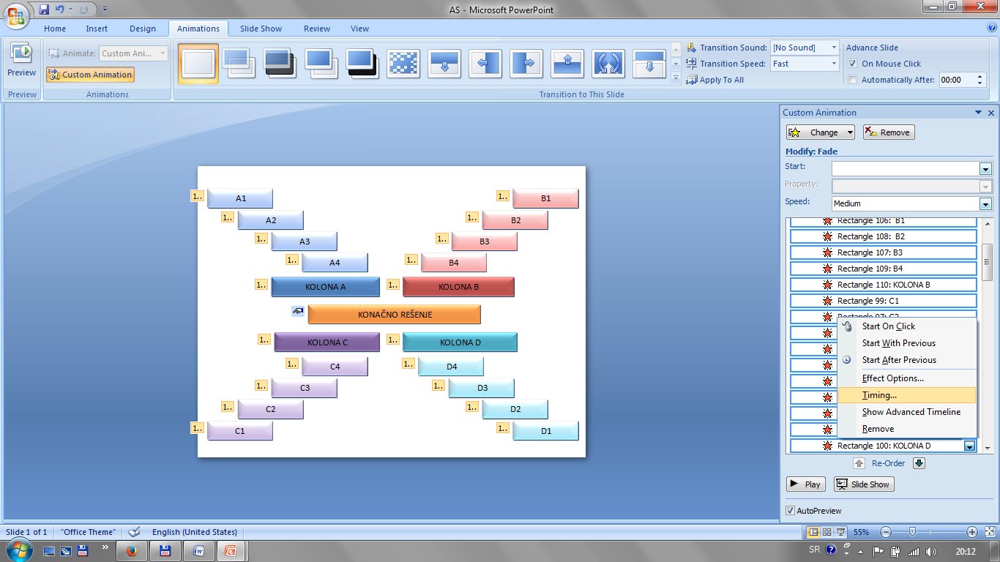 AS - Microsoft PowerPoint
Home Insert Design Animations Slide Show Review View
Preview
Animate: Custom Ani...
Custom Animation
Transition Sound: [No Sound]
Transition Speed: Fast
Apply To All
Advance Slide
On Mouse Click
Automatically After: 00:00
Preview Animations Transition to This Slide
Custom Animation
Change Remove
Modify: Fade
Start:
Property:
Speed: Medium
Rectangle 106: B1
Rectangle 108: B2
Rectangle 107: B3
Rectangle 109: B4
Rectangle 110: KOLONA B
Rectangle 99: C1
Rectangle 97: C2
Start On Click
Start With Previous
Start After Previous
Effect Options...
Timing...
Show Advanced Timeline
Remove
Rectangle 100: KOLONA D
Re-Order
Play Slide Show
AutoPreview
1.. A1 1.. B1
1.. A2 1.. B2
1.. A3 1.. B3
1.. A4 1.. B4
1.. KOLONA A 1.. KOLONA B
KONAČNO REŠENJE
1.. KOLONA C 1.. KOLONA D
1.. C4 1.. D4
1.. C3 1.. D3
1.. C2 1.. D2
1.. C1 1.. D1
Slide 1 of 1 "Office Theme" English (United States) 55%
SR 20:12